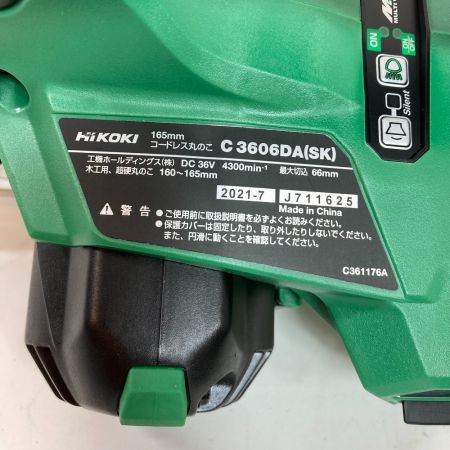 MULTI V
ON
ON
OFF
Silent
HiKOKI 165mm コードレス丸のこ C 3606DA(SK)
工機ホールディングス(株) DC 36V 4300min⁻¹ 最大切込 66mm
木工用、超硬丸のこ 160〜165mm
2021-7 J711625
Made in China
警告 ●ご使用前に取扱説明書を必ずよくお読みください。
●保護カバーは固定したり、取り外したりしないでください。
また、円滑に動くことを確認してください。
C361176A